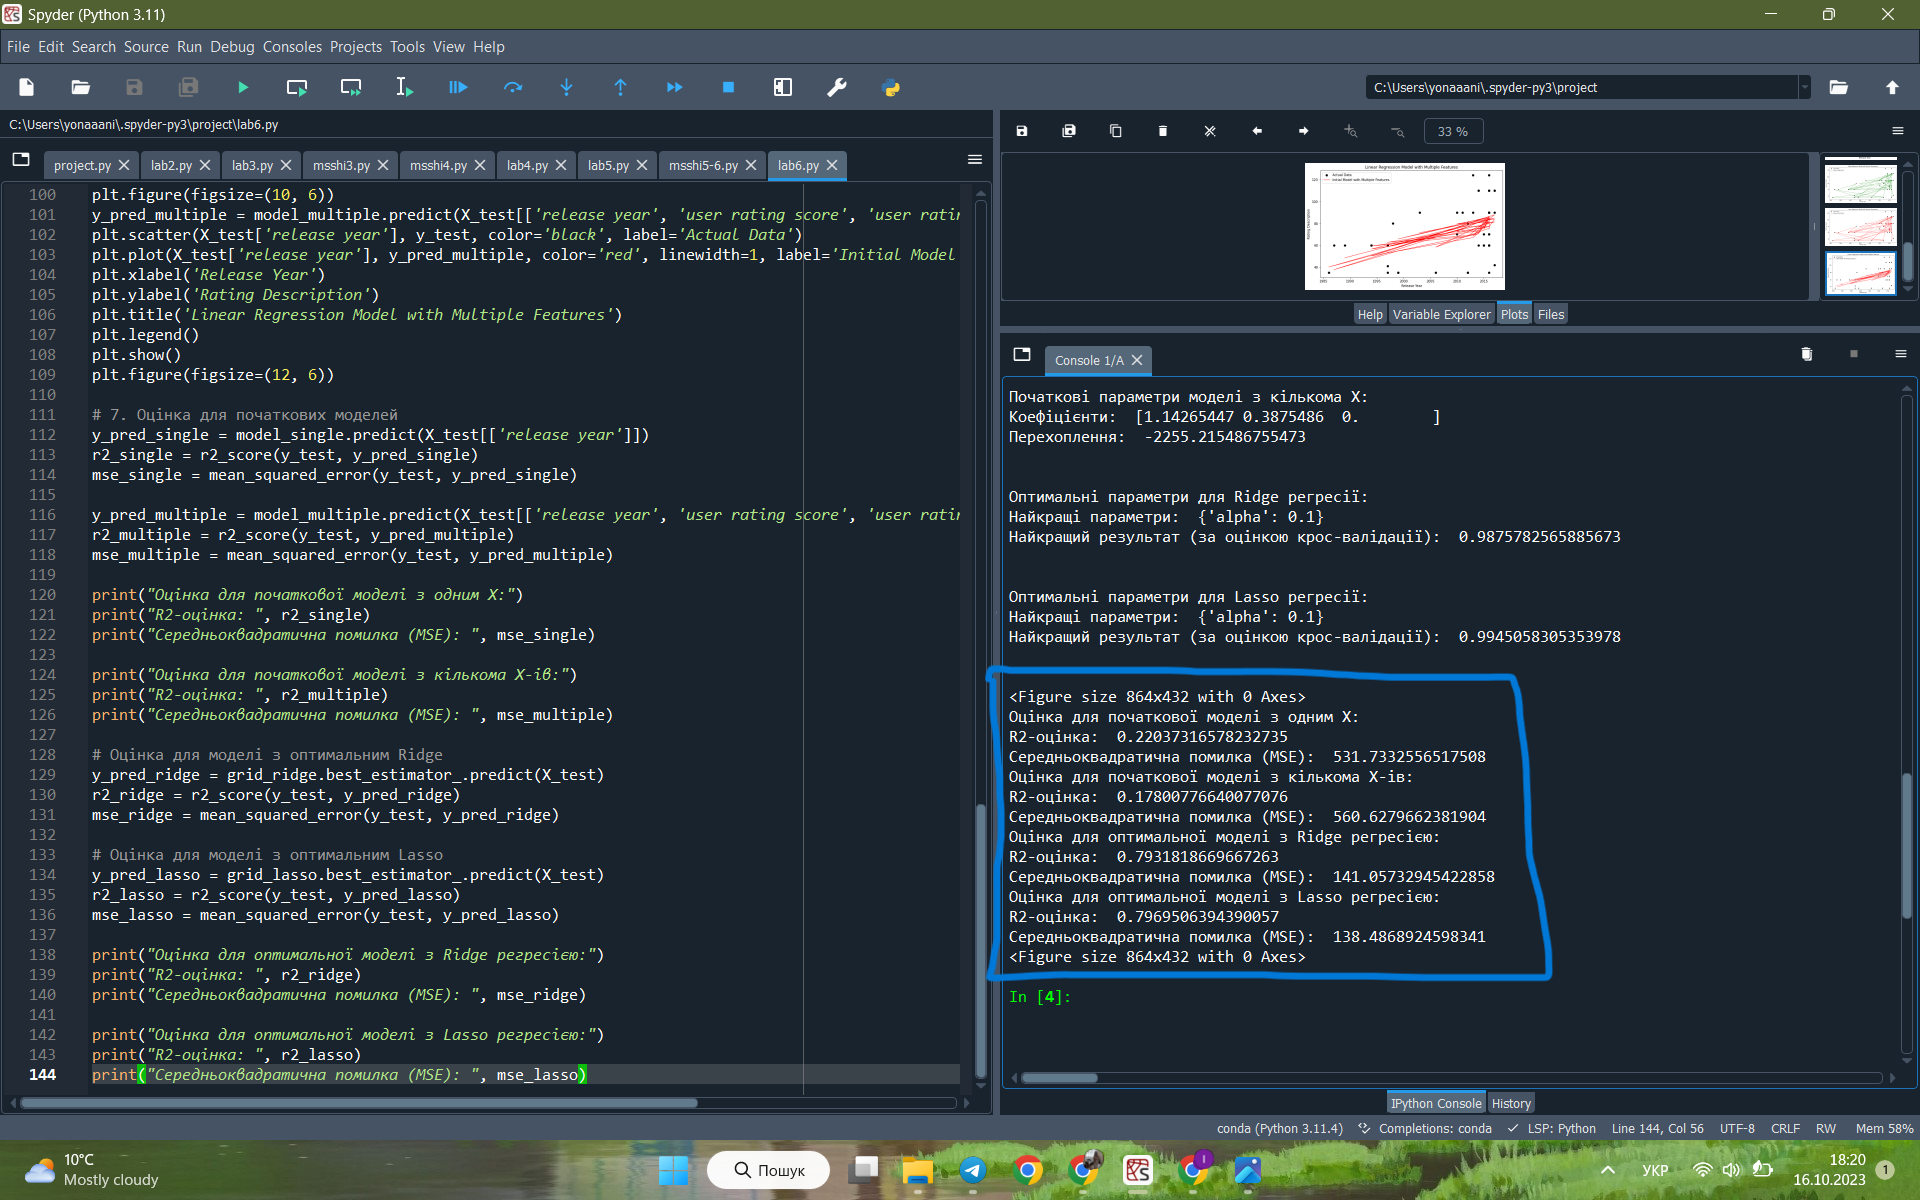 Spyder (Python 3.11)
File Edit Search Source Run Debug Consoles Projects Tools View Help
C:\Users\yonaaani\.spyder-py3\project
C:\Users\yonaaani\.spyder-py3\project\lab6.py
project.py lab2.py lab3.py msshi3.py msshi4.py lab4.py lab5.py msshi5-6.py lab6.py
100 plt.figure(figsize=(10, 6))
101 y_pred_multiple = model_multiple.predict(X_test[['release year', 'user rating score', 'user ratin
102 plt.scatter(X_test['release year'], y_test, color='black', label='Actual Data')
103 plt.plot(X_test['release year'], y_pred_multiple, color='red', linewidth=1, label='Initial Model
104 plt.xlabel('Release Year')
105 plt.ylabel('Rating Description')
106 plt.title('Linear Regression Model with Multiple Features')
107 plt.legend()
108 plt.show()
109 plt.figure(figsize=(12, 6))
110
111 # 7. Оцінка для початкових моделей
112 y_pred_single = model_single.predict(X_test[['release year']])
113 r2_single = r2_score(y_test, y_pred_single)
114 mse_single = mean_squared_error(y_test, y_pred_single)
115
116 y_pred_multiple = model_multiple.predict(X_test[['release year', 'user rating score', 'user ratin
117 r2_multiple = r2_score(y_test, y_pred_multiple)
118 mse_multiple = mean_squared_error(y_test, y_pred_multiple)
119
120 print("Оцінка для початкової моделі з одним X:")
121 print("R2-оцінка: ", r2_single)
122 print("Середньоквадратична помилка (MSE): ", mse_single)
123
124 print("Оцінка для початкової моделі з кількома X-ів:")
125 print("R2-оцінка: ", r2_multiple)
126 print("Середньоквадратична помилка (MSE): ", mse_multiple)
127
128 # Оцінка для моделі з оптимальним Ridge
129 y_pred_ridge = grid_ridge.best_estimator_.predict(X_test)
130 r2_ridge = r2_score(y_test, y_pred_ridge)
131 mse_ridge = mean_squared_error(y_test, y_pred_ridge)
132
133 # Оцінка для моделі з оптимальним Lasso
134 y_pred_lasso = grid_lasso.best_estimator_.predict(X_test)
135 r2_lasso = r2_score(y_test, y_pred_lasso)
136 mse_lasso = mean_squared_error(y_test, y_pred_lasso)
137
138 print("Оцінка для оптимальної моделі з Ridge регресією:")
139 print("R2-оцінка: ", r2_ridge)
140 print("Середньоквадратична помилка (MSE): ", mse_ridge)
141
142 print("Оцінка для оптимальної моделі з Lasso регресією:")
143 print("R2-оцінка: ", r2_lasso)
144 print("Середньоквадратична помилка (MSE): ", mse_lasso)
33 %
Linear Regression Model with Multiple Features
Actual Data
Initial Model with Multiple Features
Rating Description
Release Year
Help Variable Explorer Plots Files
Console 1/A
Початкові параметри моделі з кількома X:
Коефіцієнти:  [1.14265447 0.3875486  0.        ]
Перехоплення:  -2255.215486755473
Оптимальні параметри для Ridge регресії:
Найкращі параметри:  {'alpha': 0.1}
Найкращий результат (за оцінкою крос-валідації):  0.9875782565885673
Оптимальні параметри для Lasso регресії:
Найкращі параметри:  {'alpha': 0.1}
Найкращий результат (за оцінкою крос-валідації):  0.9945058305353978
<Figure size 864x432 with 0 Axes>
Оцінка для початкової моделі з одним X:
R2-оцінка:  0.22037316578232735
Середньоквадратична помилка (MSE):  531.7332556517508
Оцінка для початкової моделі з кількома X-ів:
R2-оцінка:  0.17800776640077076
Середньоквадратична помилка (MSE):  560.6279662381904
Оцінка для оптимальної моделі з Ridge регресією:
R2-оцінка:  0.7931818669667263
Середньоквадратична помилка (MSE):  141.05732945422858
Оцінка для оптимальної моделі з Lasso регресією:
R2-оцінка:  0.7969506394390057
Середньоквадратична помилка (MSE):  138.4868924598341
<Figure size 864x432 with 0 Axes>
In [4]:
IPython Console History
conda (Python 3.11.4) Completions: conda LSP: Python Line 144, Col 56 UTF-8 CRLF RW Mem 58%
10°C
Mostly cloudy
Пошук
УКР
18:20
16.10.2023
1